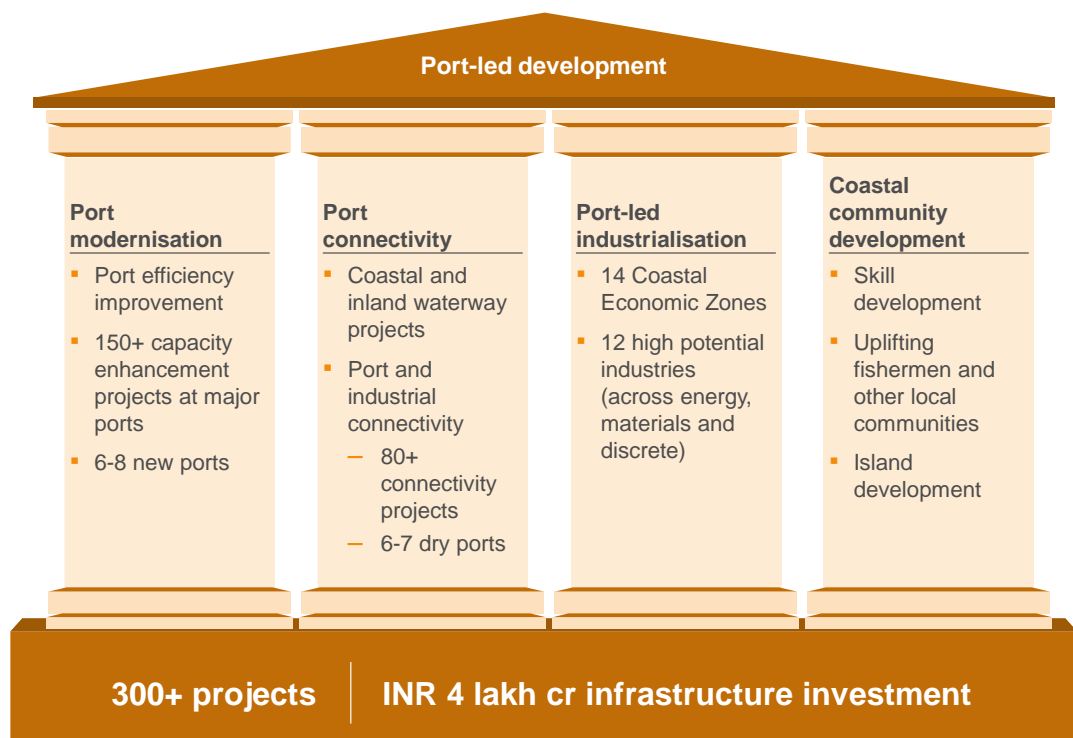 Port-led development
Port
modernisation
▪ Port efficiency
improvement
▪ 150+ capacity
enhancement
projects at major
ports
▪ 6-8 new ports
Port
connectivity
▪ Coastal and
inland waterway
projects
▪ Port and
industrial
connectivity
– 80+
connectivity
projects
– 6-7 dry ports
Port-led
industrialisation
▪ 14 Coastal
Economic Zones
▪ 12 high potential
industries
(across energy,
materials and
discrete)
Coastal
community
development
▪ Skill
development
▪ Uplifting
fishermen and
other local
communities
▪ Island
development
300+ projects
INR 4 lakh cr infrastructure investment